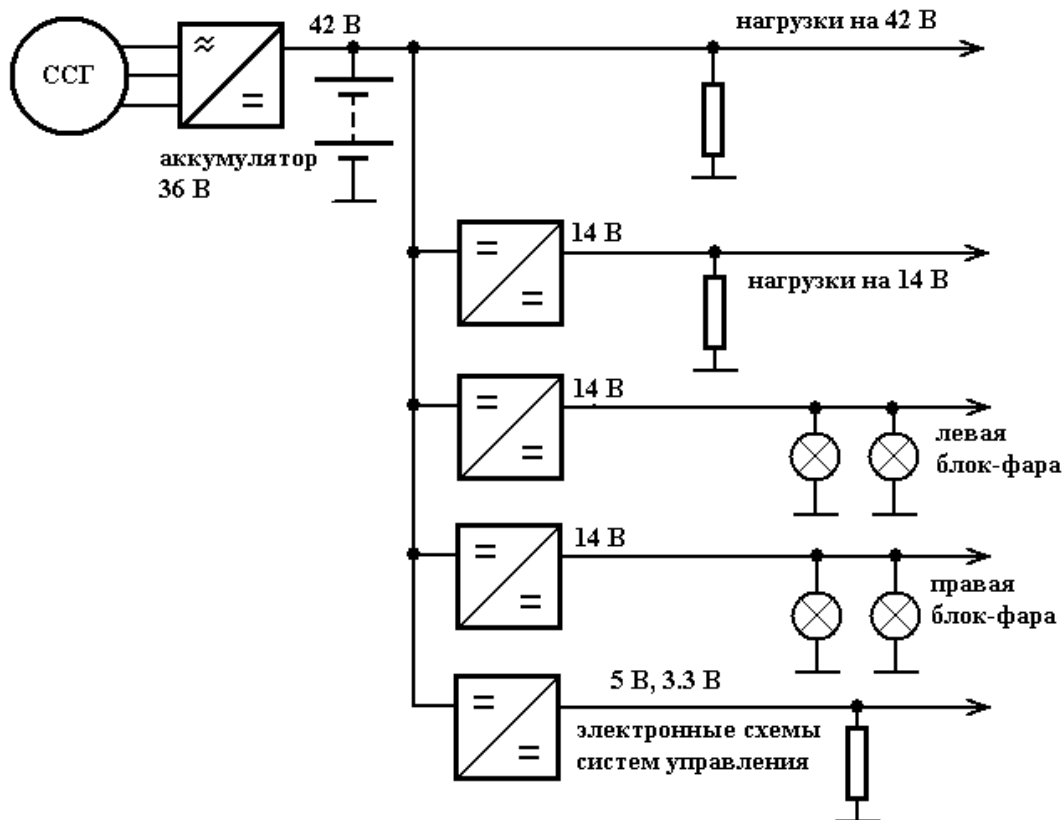 ССГ
≈
=
42 В
нагрузки на 42 В
аккумулятор
36 В
=
=
14 В
нагрузки на 14 В
=
=
14 В
левая
блок-фара
=
=
14 В
правая
блок-фара
=
=
5 В, 3.3 В
электронные схемы
систем управления